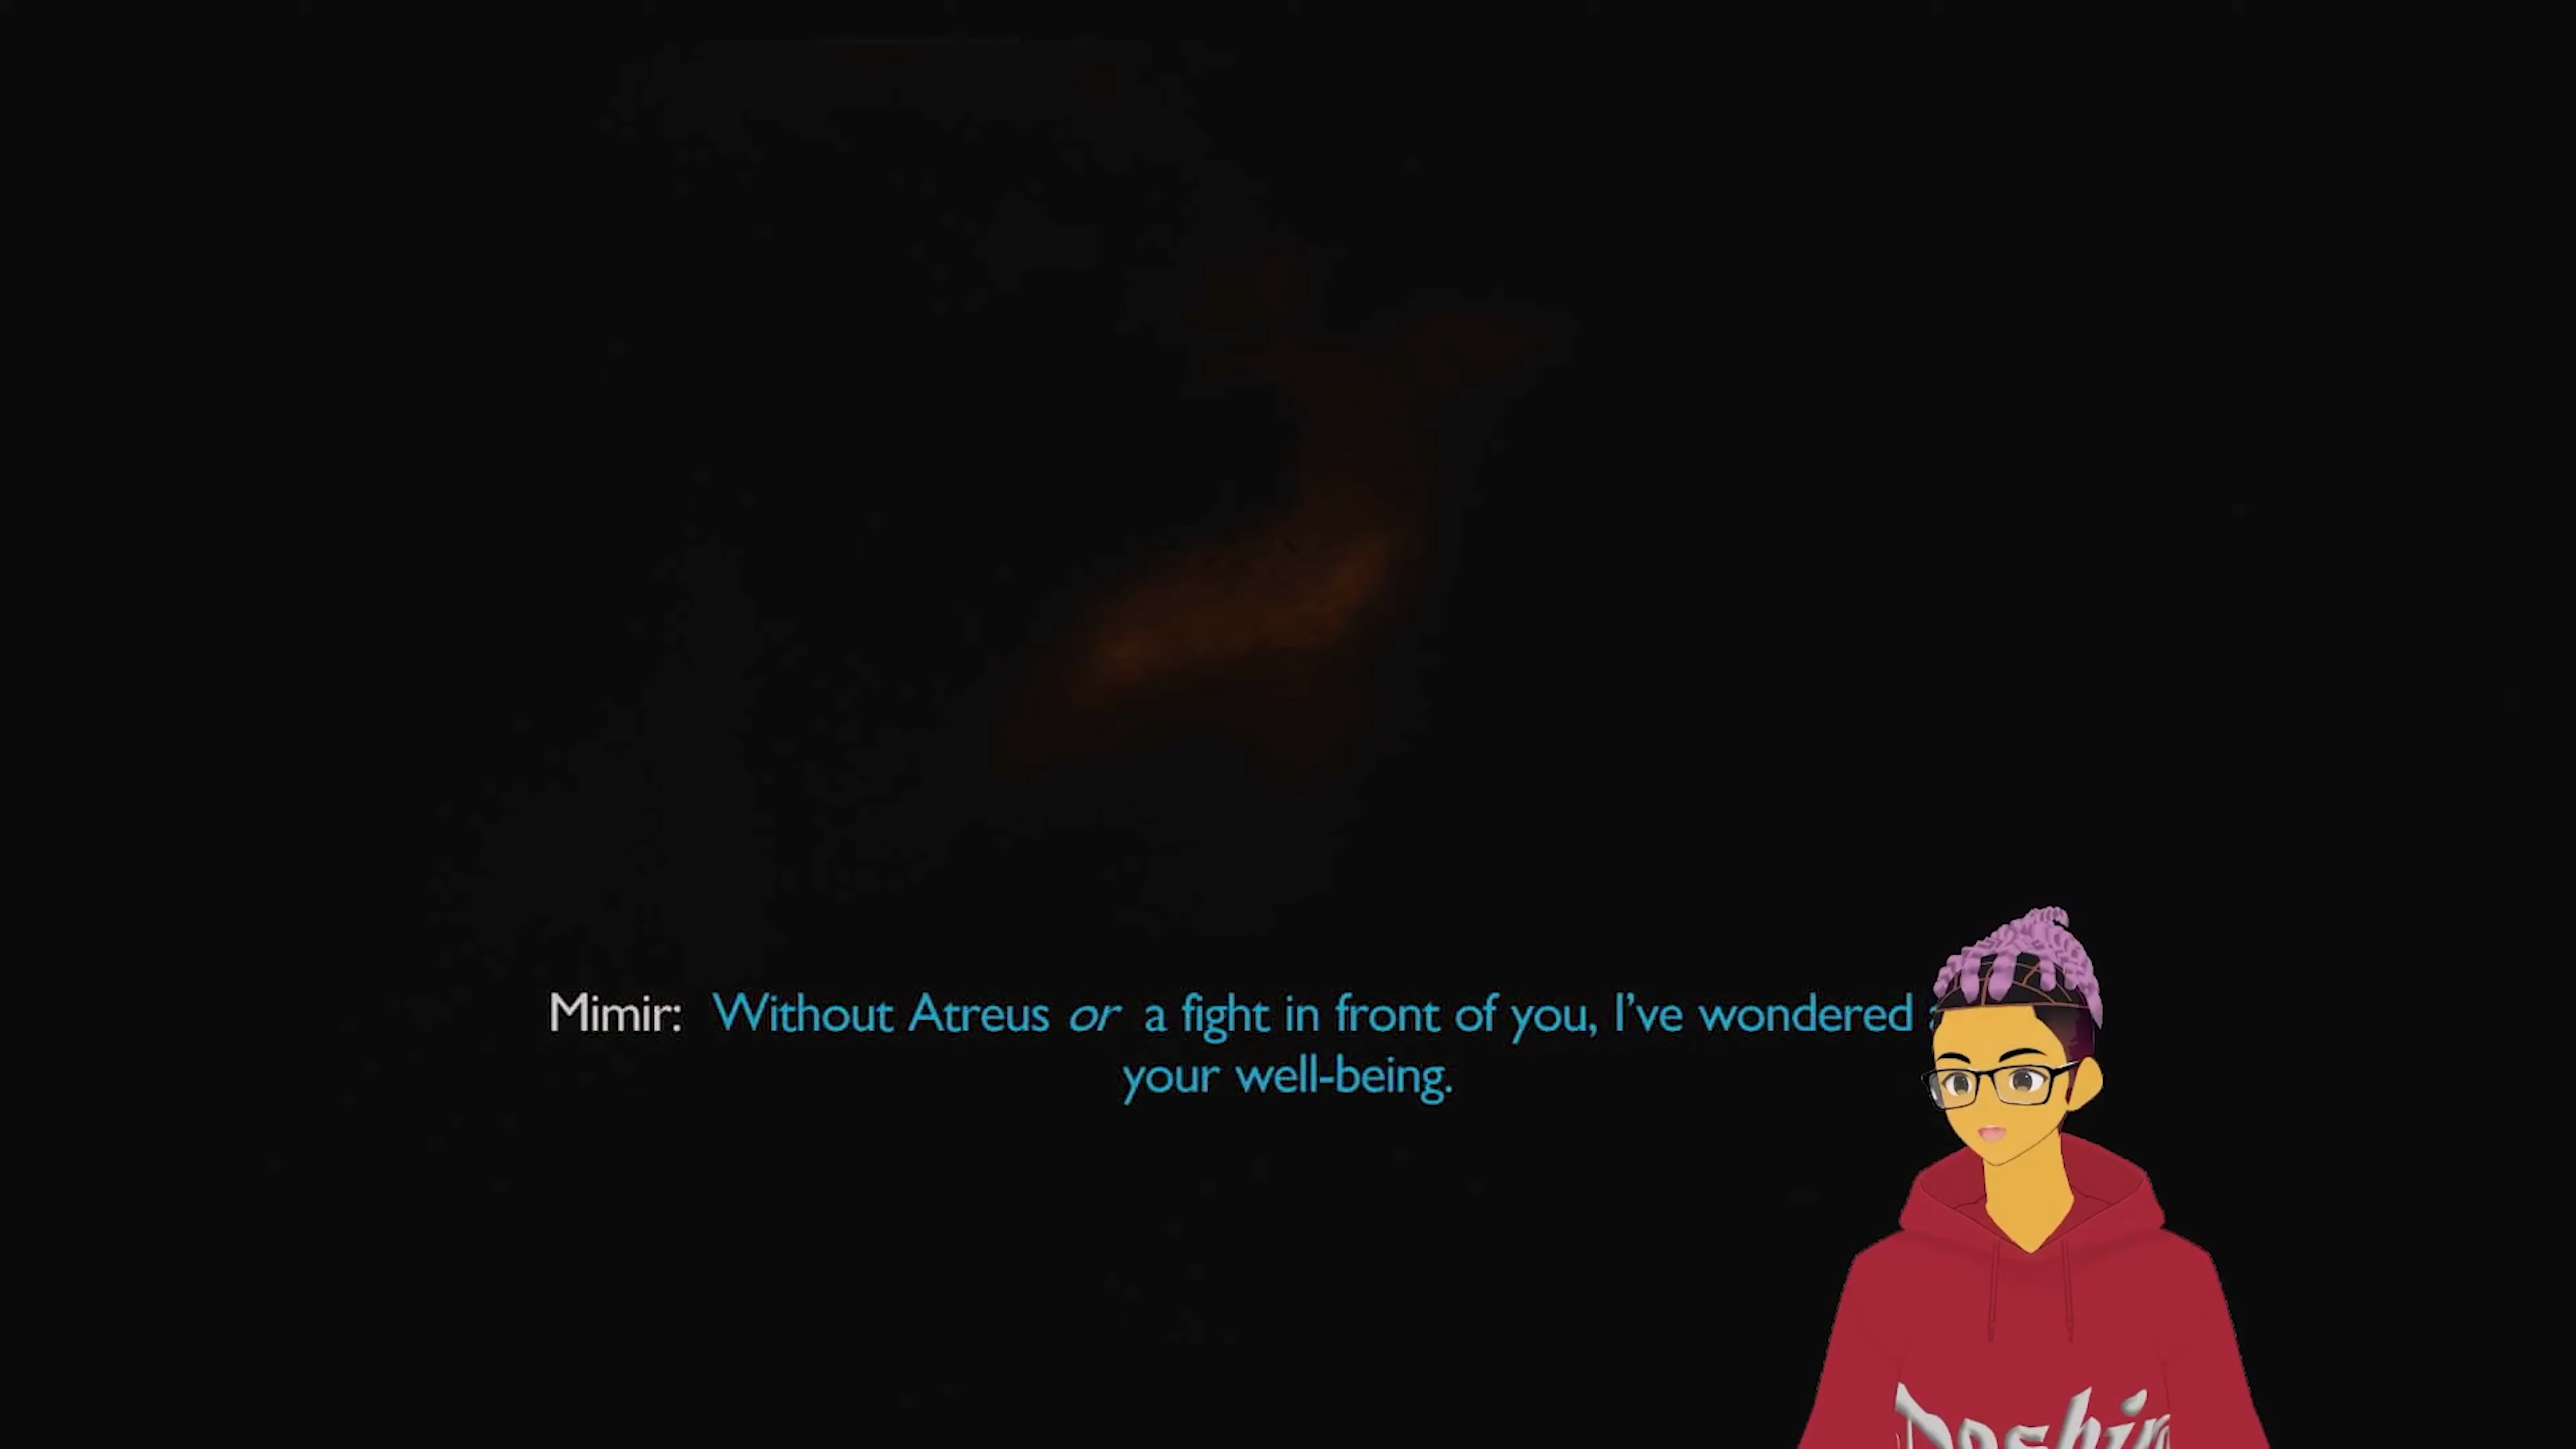 Mimir: Without Atreus or a fight in front of you, I've wondered
your well-being.